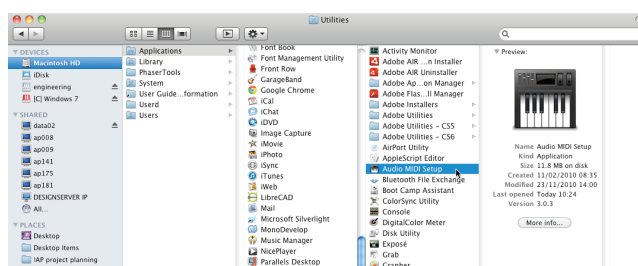 Utilities
DEVICES
Macintosh HD
iDisk
engineering
[C] Windows 7
SHARED
data02
ap008
ap009
ap141
ap175
ap181
DESIGNSERVER IP
All...
PLACES
Desktop
Desktop Items
!AP project planning
Applications
Library
PhaserTools
System
User Guide...formation
Userd
Users
Font Book
Font Management Utility
Front Row
GarageBand
Google Chrome
iCal
iChat
iDVD
Image Capture
iMovie
iPhoto
iSync
iTunes
iWeb
LibreCAD
Mail
Microsoft Silverlight
MonoDevelop
Music Manager
NicePlayer
Parallels Desktop
Activity Monitor
Adobe AIR ...n Installer
Adobe AIR Uninstaller
Adobe Ap...on Manager
Adobe Flas...ll Manager
Adobe Installers
Adobe Utilities
Adobe Utilities - CS5
Adobe Utilities - CS6
AirPort Utility
AppleScript Editor
Audio MIDI Setup
Bluetooth File Exchange
Boot Camp Assistant
ColorSync Utility
Console
DigitalColor Meter
Disk Utility
Exposé
Grab
Grapher
Preview:
Name Audio MIDI Setup
Kind Application
Size 11.8 MB on disk
Created 11/02/2010 08:35
Modified 23/11/2010 14:00
Last opened Today 10:24
Version 3.0.3
More info...